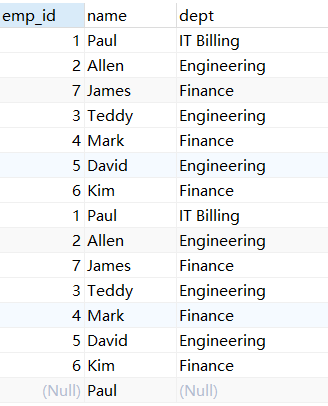 emp_id name dept
1 Paul IT Billing
2 Allen Engineering
7 James Finance
3 Teddy Engineering
4 Mark Finance
5 David Engineering
6 Kim Finance
1 Paul IT Billing
2 Allen Engineering
7 James Finance
3 Teddy Engineering
4 Mark Finance
5 David Engineering
6 Kim Finance
(Null) Paul (Null)